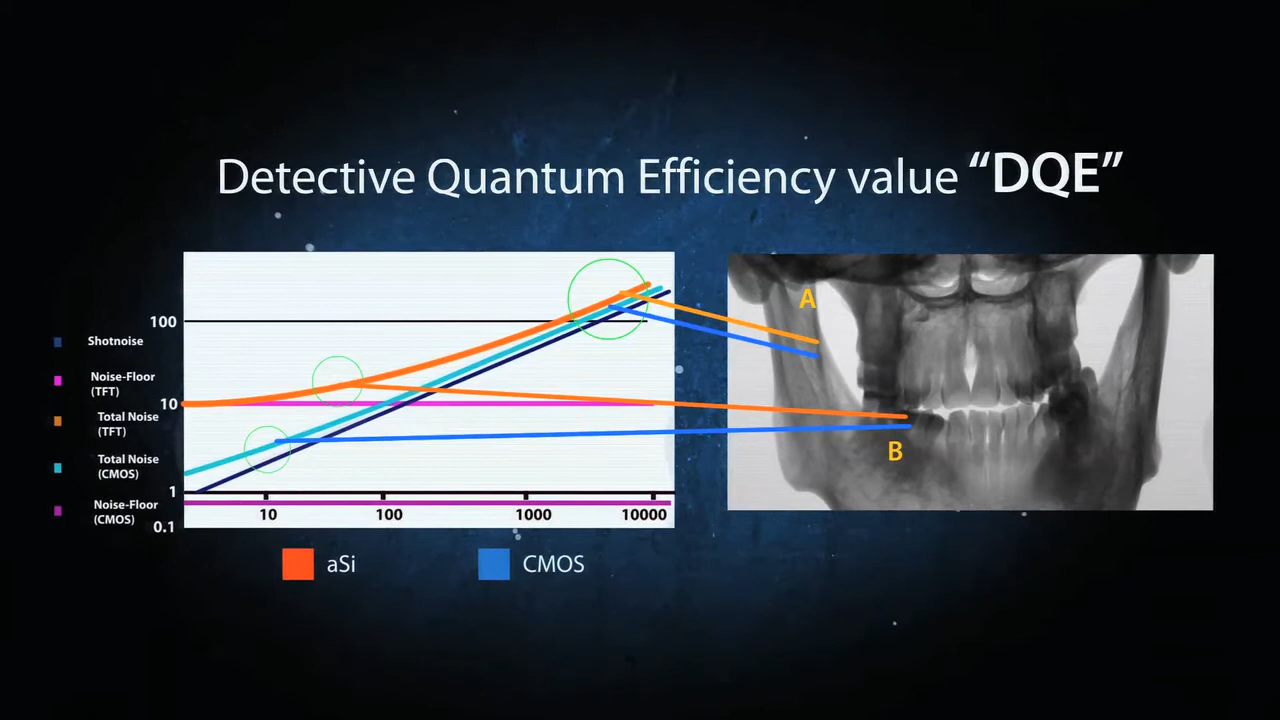 Detective Quantum Efficiency value “DQE”
Shotnoise
Noise-Floor
(TFT)
Total Noise
(TFT)
Total Noise
(CMOS)
Noise-Floor
(CMOS)
100
10
1
0.1
10
100
1000
10000
A
B
aSi
CMOS